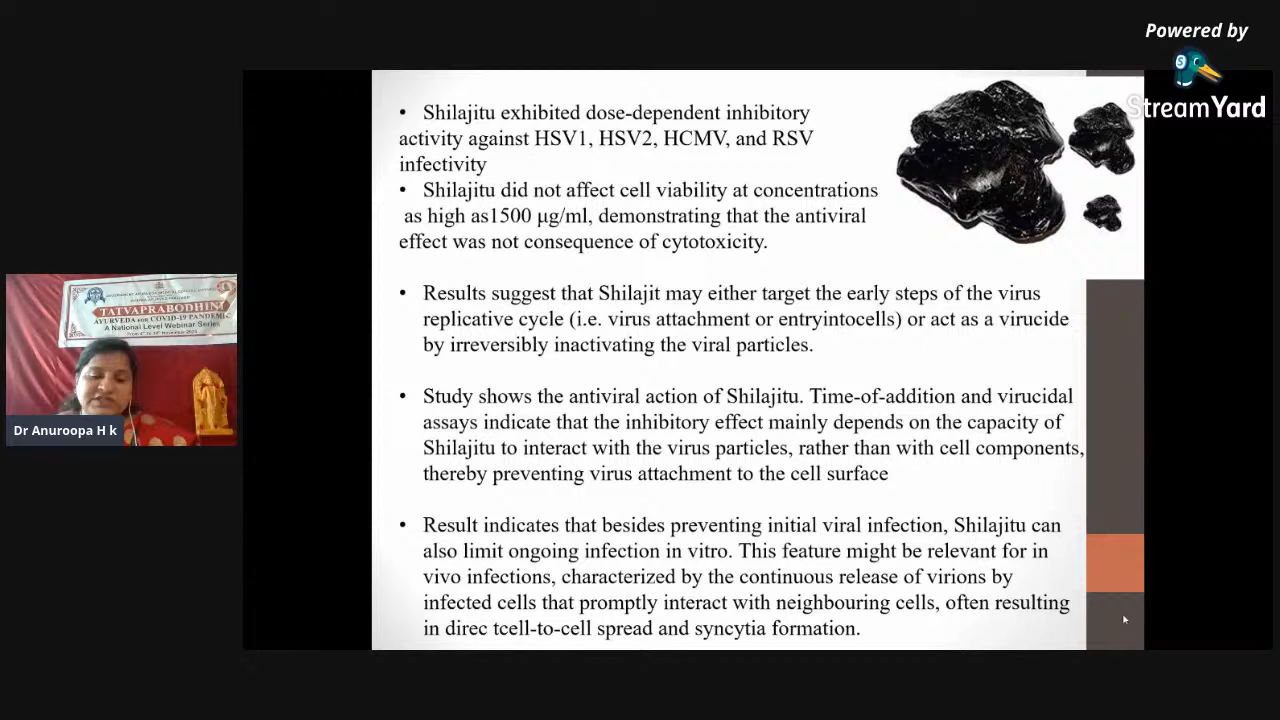 Powered by
StreamYard
• Shilajitu exhibited dose-dependent inhibitory
activity against HSV1, HSV2, HCMV, and RSV
infectivity
• Shilajitu did not affect cell viability at concentrations
as high as1500 μg/ml, demonstrating that the antiviral
effect was not consequence of cytotoxicity.
• Results suggest that Shilajit may either target the early steps of the virus
replicative cycle (i.e. virus attachment or entryintocells) or act as a virucide
by irreversibly inactivating the viral particles.
• Study shows the antiviral action of Shilajitu. Time-of-addition and virucidal
assays indicate that the inhibitory effect mainly depends on the capacity of
Shilajitu to interact with the virus particles, rather than with cell components,
thereby preventing virus attachment to the cell surface
• Result indicates that besides preventing initial viral infection, Shilajitu can
also limit ongoing infection in vitro. This feature might be relevant for in
vivo infections, characterized by the continuous release of virions by
infected cells that promptly interact with neighbouring cells, often resulting
in direc tcell-to-cell spread and syncytia formation.
TATVAPRABODHINI
AYURVEDA for COVID-19 PANDEMIC
A National Level Webinar Series
Dr Anuroopa H k